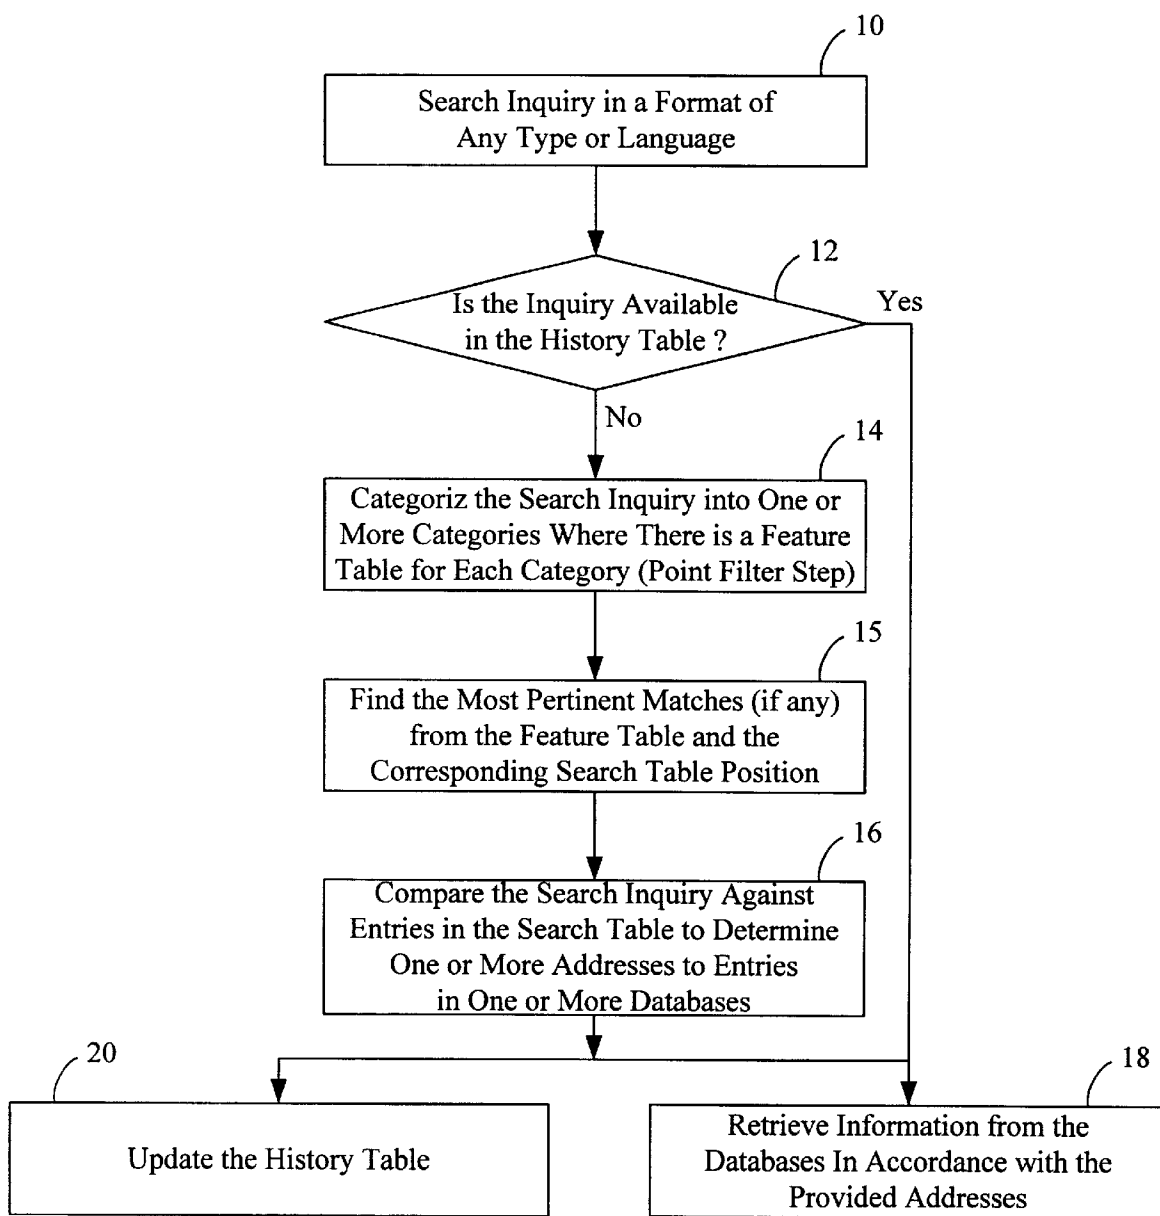 10
Search Inquiry in a Format of
Any Type or Language
12
Is the Inquiry Available
in the History Table ?
Yes
No
14
Categoriz the Search Inquiry into One or
More Categories Where There is a Feature
Table for Each Category (Point Filter Step)
15
Find the Most Pertinent Matches (if any)
from the Feature Table and the
Corresponding Search Table Position
16
Compare the Search Inquiry Against
Entries in the Search Table to Determine
One or More Addresses to Entries
in One or More Databases
20
Update the History Table
18
Retrieve Information from the
Databases In Accordance with the
Provided Addresses